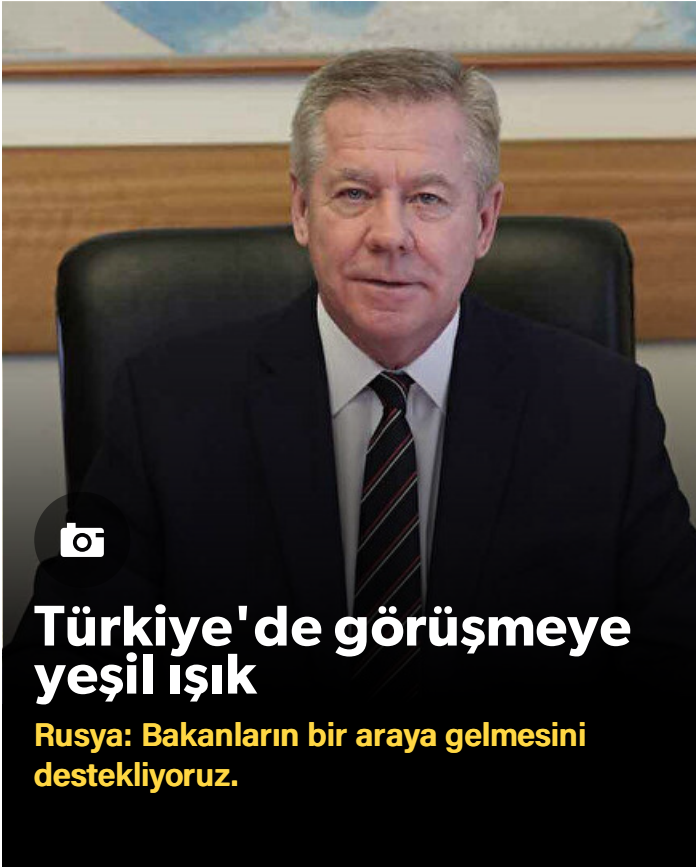 Türkiye'de görüşmeye
yeşil ışık
Rusya: Bakanların bir araya gelmesini
destekliyoruz.